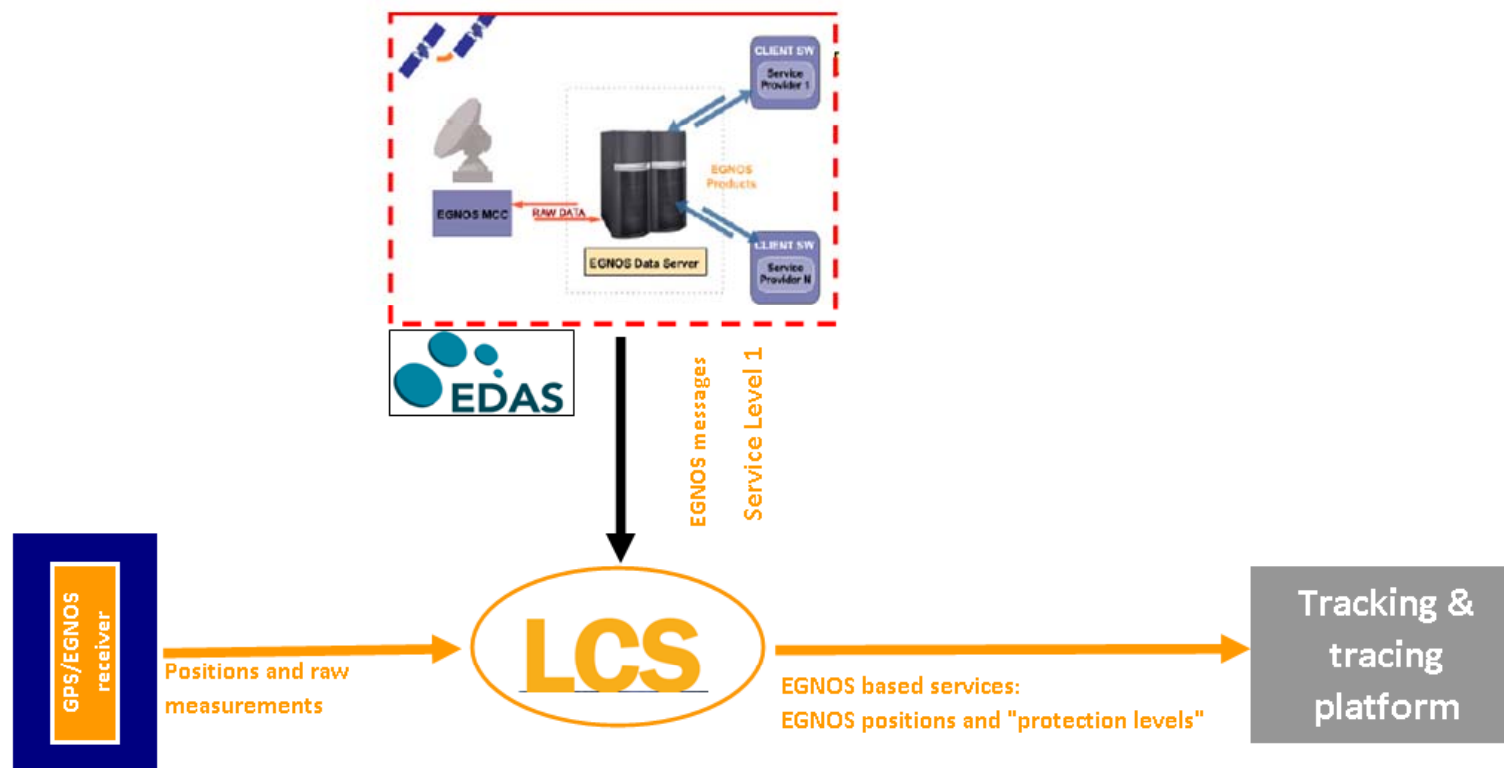 CLIENT SW
Service
Provider 1
EGNOS
Products
EGNOS MCC
RAW DATA
EGNOS Data Server
CLIENT SW
Service
Provider N
EDAS
EGNOS messages
Service Level 1
GPS/EGNOS
receiver
Positions and raw
measurements
LCS
EGNOS based services:
EGNOS positions and "protection levels"
Tracking &
tracing
platform